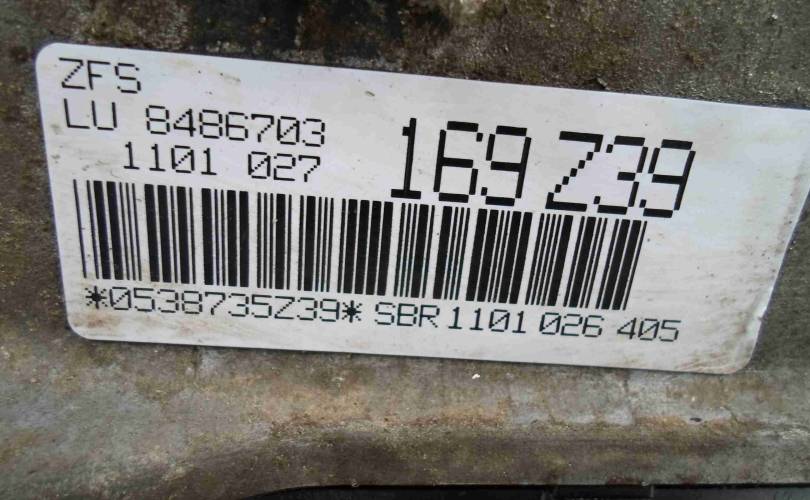 ZFS
LU 8486703
1101 027
169 Z39
*0538735Z39* SBR 1101 026 405